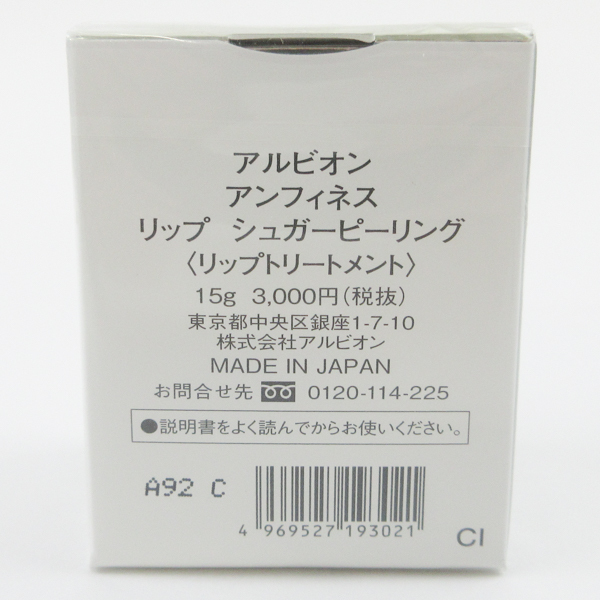 アルビオン
アンフィネス
リップ シュガーピーリング
〈リップトリートメント〉
15g 3,000円(税抜)
東京都中央区銀座1-7-10
株式会社アルビオン
MADE IN JAPAN
お問合せ先 0120-114-225
●説明書をよく読んでからお使いください。
A92 C
4 969527 193021
CI